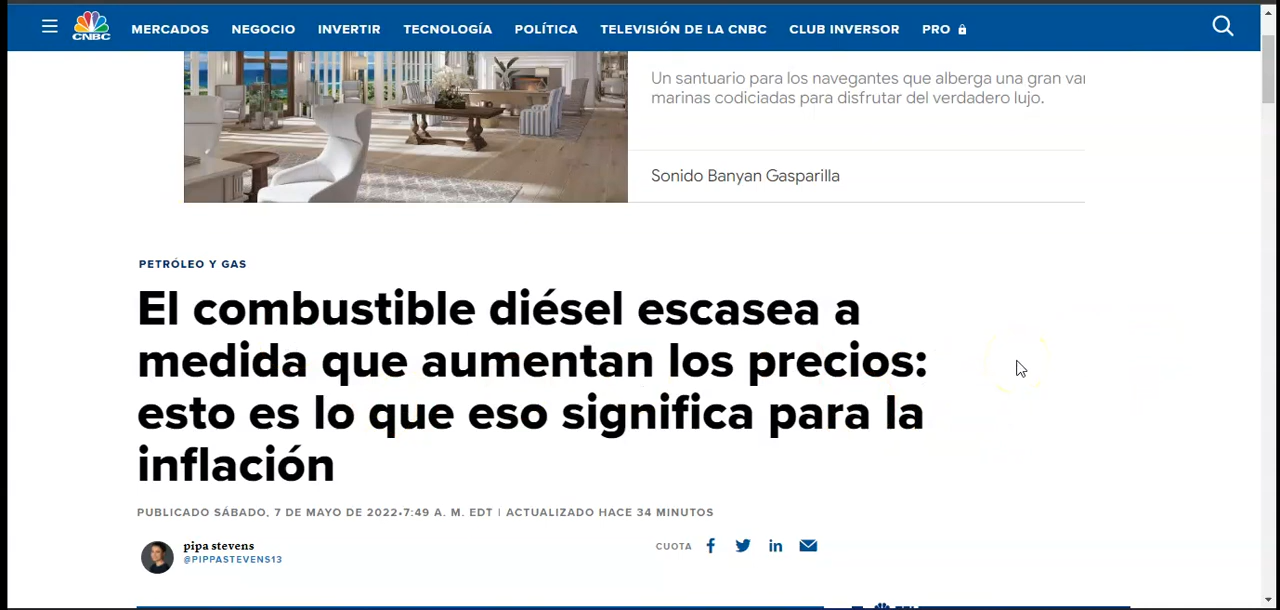 CNBC
MERCADOS NEGOCIO INVERTIR TECNOLOGÍA POLÍTICA TELEVISIÓN DE LA CNBC CLUB INVERSOR PRO
Un santuario para los navegantes que alberga una gran
marinas codiciadas para disfrutar del verdadero lujo.
Sonido Banyan Gasparilla
PETRÓLEO Y GAS
El combustible diésel escasea a
medida que aumentan los precios:
esto es lo que eso significa para la
inflación
PUBLICADO SÁBADO, 7 DE MAYO DE 2022•7:49 A. M. EDT | ACTUALIZADO HACE 34 MINUTOS
pipa stevens
@PIPPASTEVENS13
CUOTA